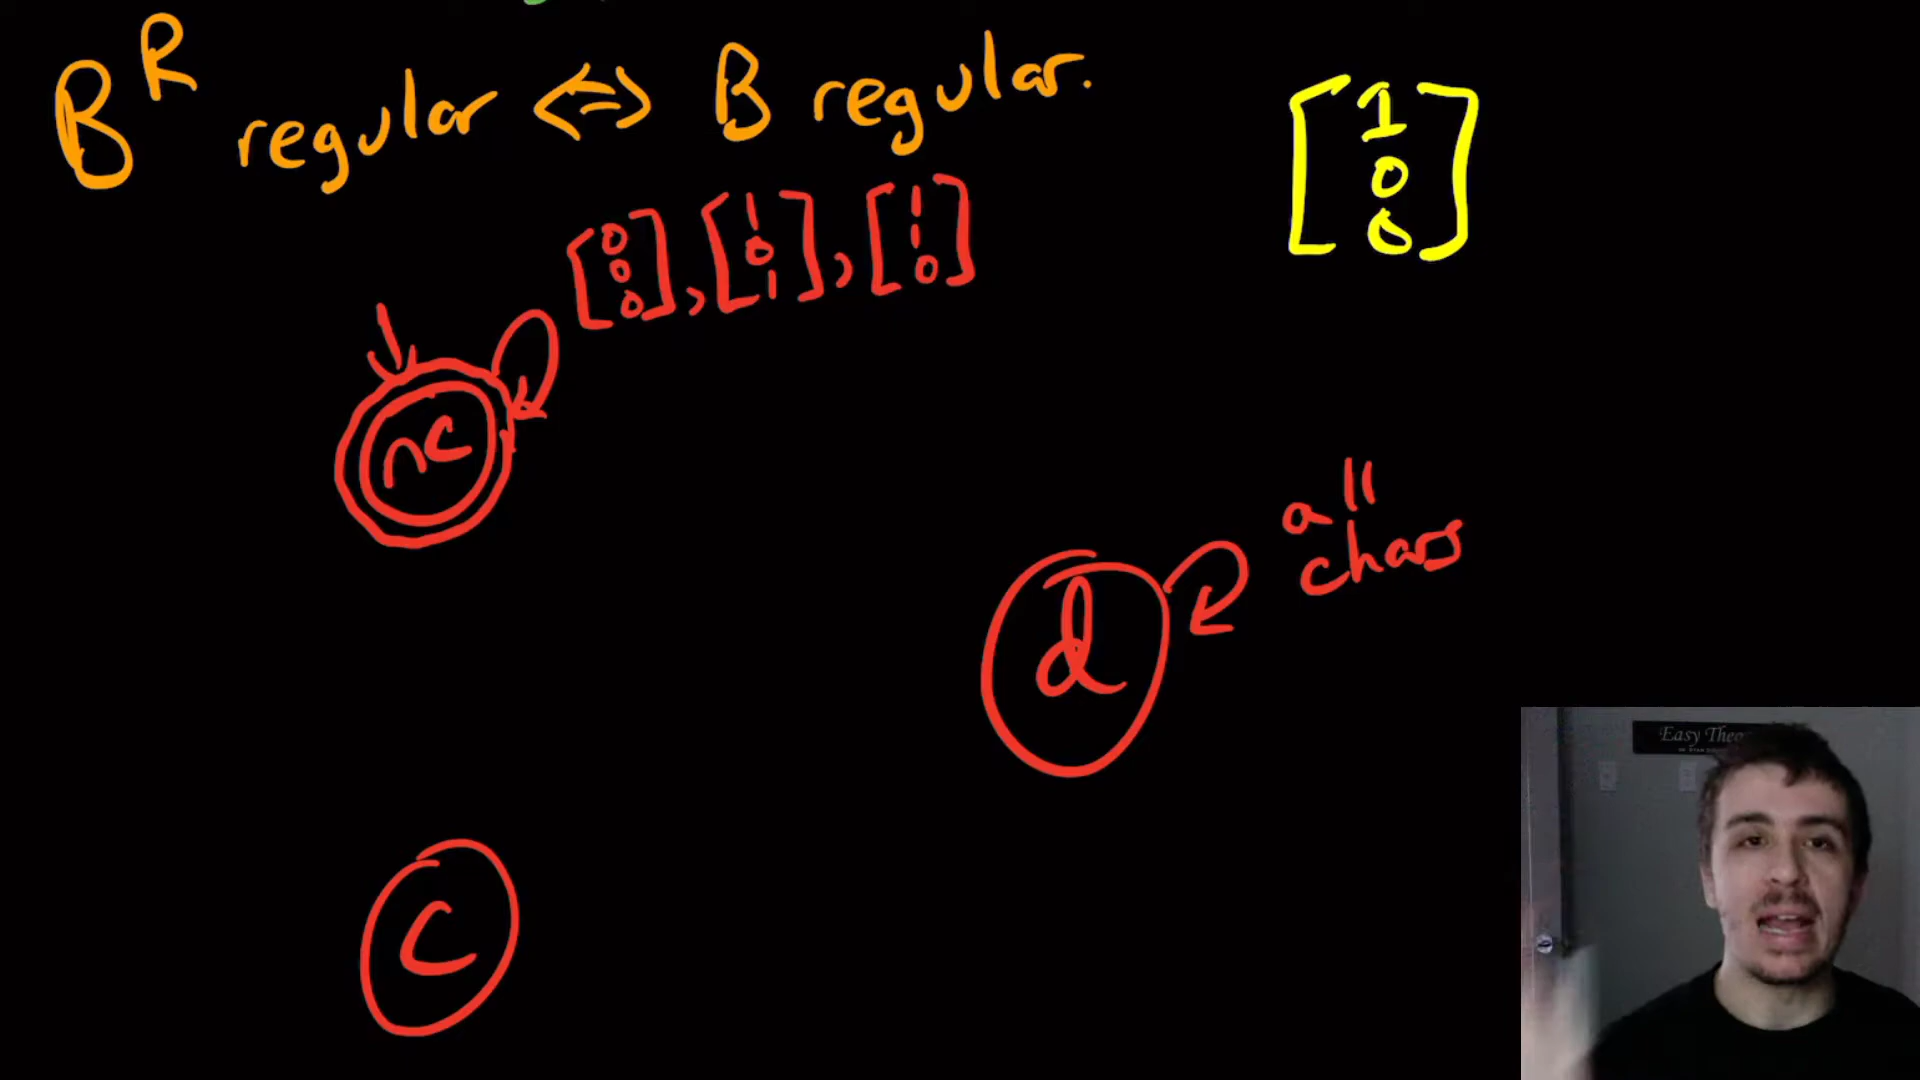 B^R regular <=> B regular.
[1
0
0]
[0
0
0], [1
0
1], [1
1
0]
nc
all
chars
d
c
Easy Theo